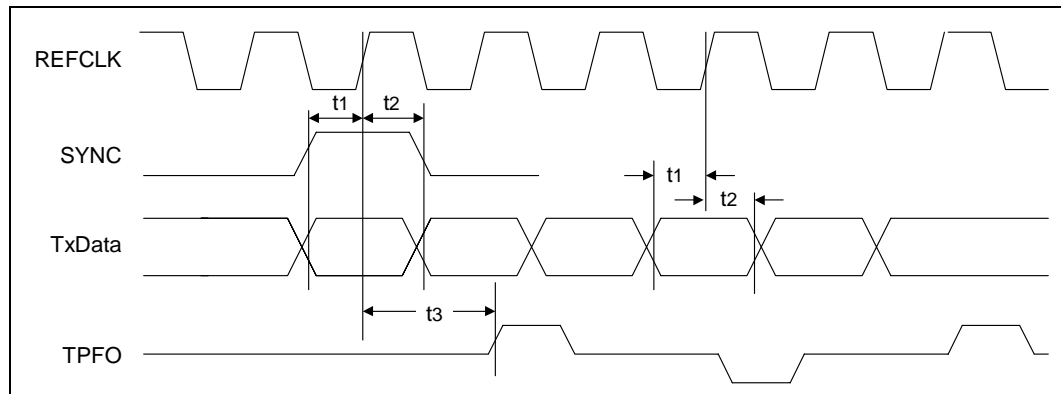 REFCLK
t1 t2
SYNC
t1
t2
TxData
t3
TPFO